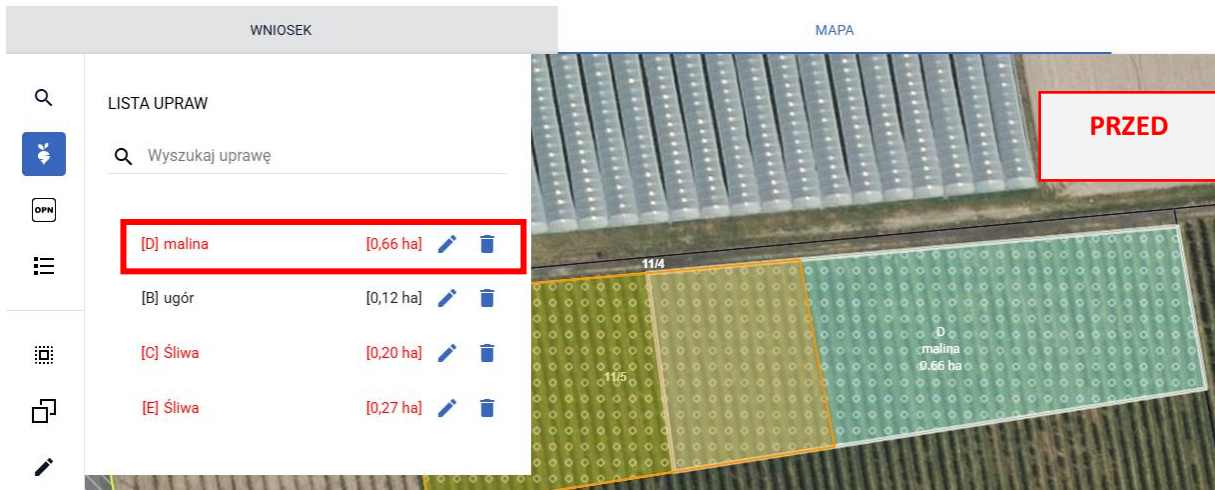 WNIOSEK
MAPA
LISTA UPRAW
Wyszukaj uprawę
OPN
[D] malina [0,66 ha]
[B] ugór [0,12 ha]
[C] Śliwa [0,20 ha]
[E] Śliwa [0,27 ha]
PRZED
11/4
D
malina
0.66 ha
11/5